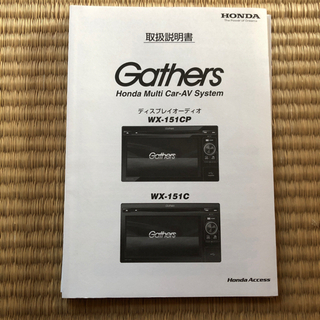 HONDA
取扱説明書
Gathers
Honda Multi Car-AV System
ディスプレイオーディオ
WX-151CP
Gathers
WX-151C
Gathers
Honda Access